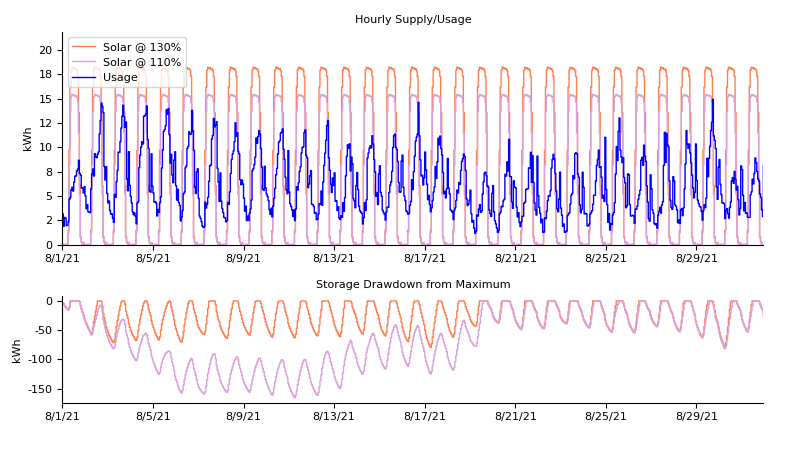 Hourly Supply/Usage
Solar @ 130%
Solar @ 110%
Usage
kWh
20
18
15
12
10
8
5
2
0
8/1/21 8/5/21 8/9/21 8/13/21 8/17/21 8/21/21 8/25/21 8/29/21
Storage Drawdown from Maximum
kWh
0
-50
-100
-150
8/1/21 8/5/21 8/9/21 8/13/21 8/17/21 8/21/21 8/25/21 8/29/21